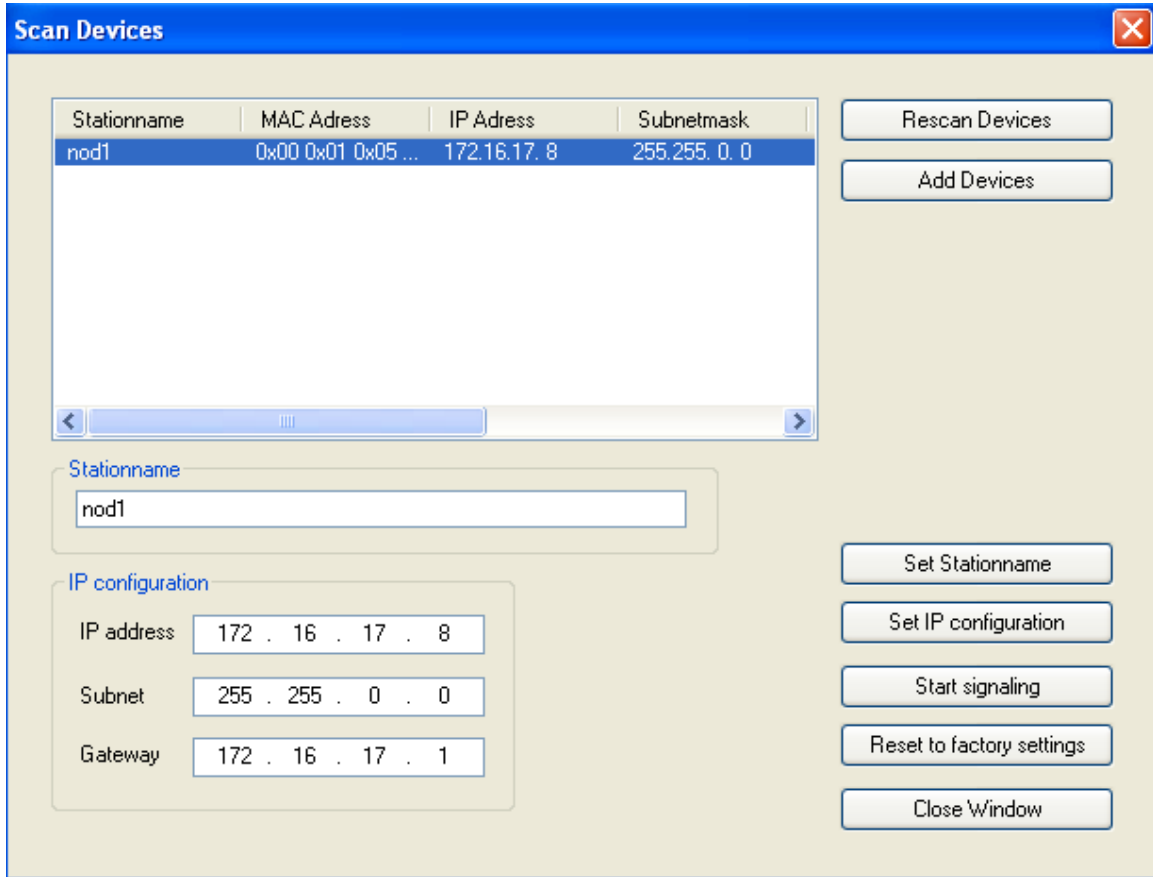 Scan Devices
Stationname MAC Adress IP Adress Subnetmask
nod1 0x00 0x01 0x05 ... 172.16.17. 8 255.255. 0. 0
Rescan Devices
Add Devices
Stationname
nod1
IP configuration
IP address 172 . 16 . 17 . 8
Subnet 255 . 255 . 0 . 0
Gateway 172 . 16 . 17 . 1
Set Stationname
Set IP configuration
Start signaling
Reset to factory settings
Close Window